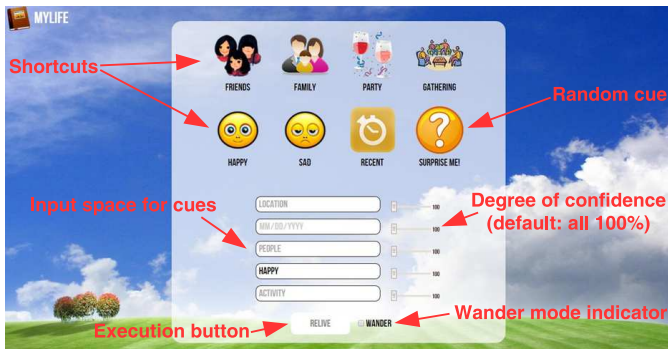 MYLIFE
Shortcuts
FRIENDS FAMILY PARTY GATHERING
Random cue
HAPPY SAD RECENT SURPRISE ME!
Input space for cues
LOCATION 100
MM/DD/YYYY 100
PEOPLE 100
HAPPY 100
ACTIVITY 100
Degree of confidence
(default: all 100%)
Execution button
RELIVE WANDER
Wander mode indicator